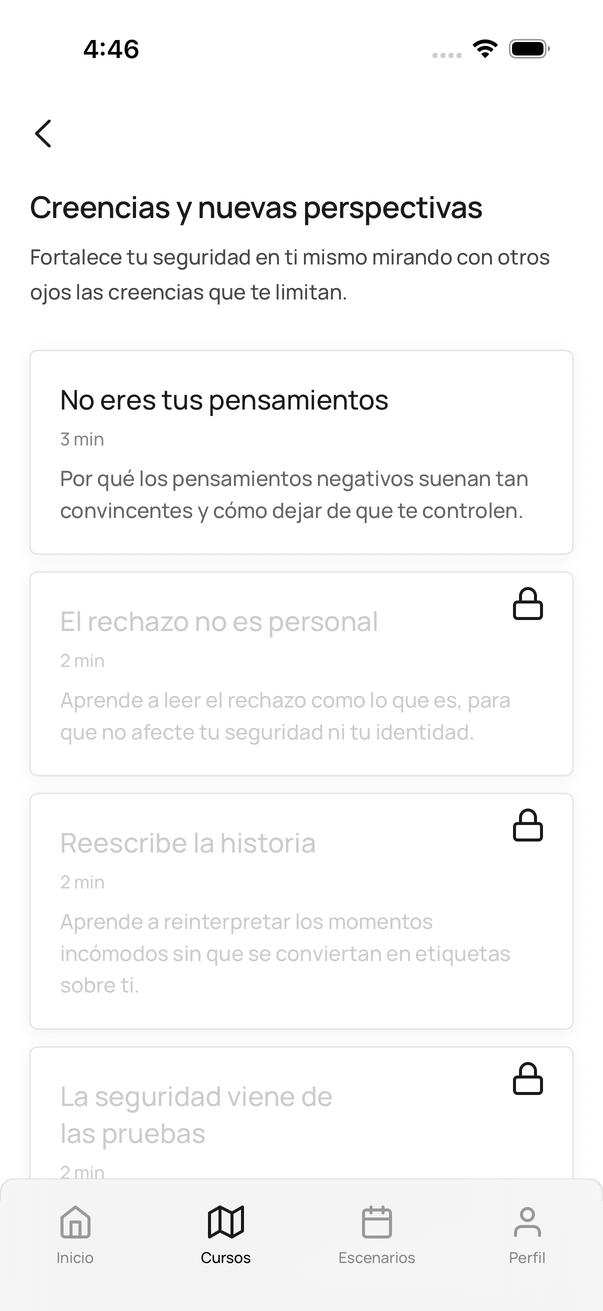 4:46
Creencias y nuevas perspectivas
Fortalece tu seguridad en ti mismo mirando con otros
ojos las creencias que te limitan.
No eres tus pensamientos
3 min
Por qué los pensamientos negativos suenan tan
convincentes y cómo dejar de que te controlen.
El rechazo no es personal
2 min
Aprende a leer el rechazo como lo que es, para
que no afecte tu seguridad ni tu identidad.
Reescribe la historia
2 min
Aprende a reinterpretar los momentos
incómodos sin que se conviertan en etiquetas
sobre ti.
La seguridad viene de
las pruebas
2 min
Inicio
Cursos
Escenarios
Perfil